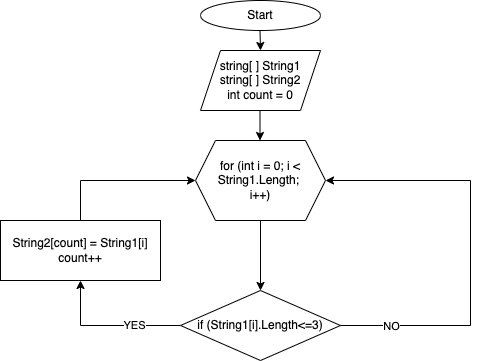 Start
string[ ] String1
string[ ] String2
int count = 0
for (int i = 0; i <
String1.Length;
i++)
String2[count] = String1[i]
count++
if (String1[i].Length<=3)
YES
NO